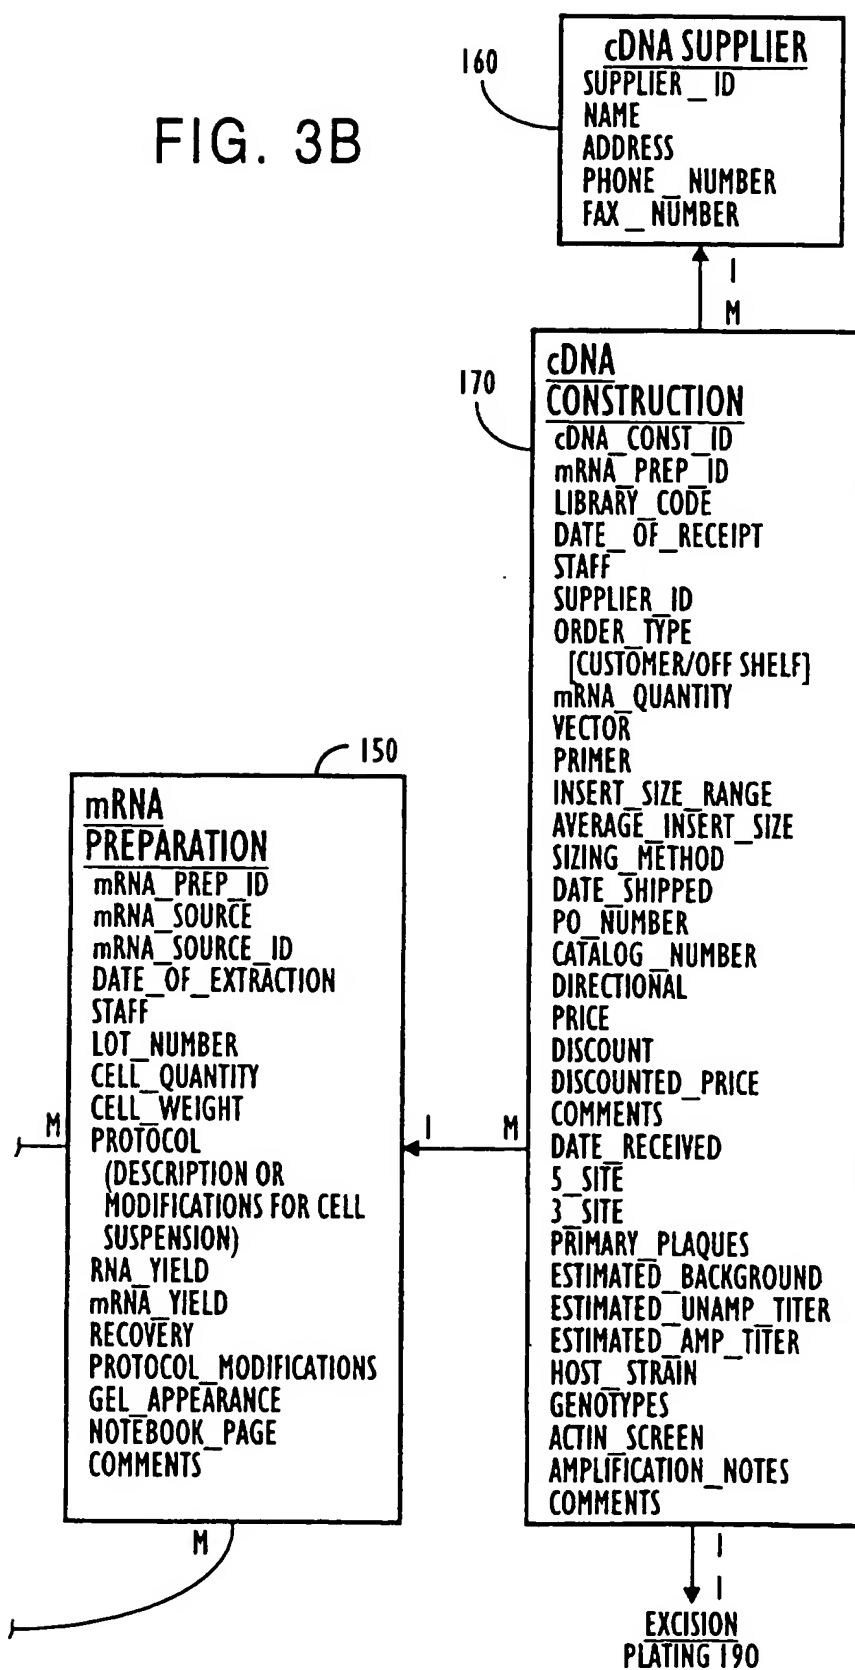 FIG. 3B
160
cDNA SUPPLIER
SUPPLIER_ID
NAME
ADDRESS
PHONE_NUMBER
FAX_NUMBER
1
M
170
cDNA
CONSTRUCTION
cDNA_CONST_ID
mRNA_PREP_ID
LIBRARY_CODE
DATE_OF_RECEIPT
STAFF
SUPPLIER_ID
ORDER_TYPE
[CUSTOMER/OFF SHELF]
mRNA_QUANTITY
VECTOR
PRIMER
INSERT_SIZE_RANGE
AVERAGE_INSERT_SIZE
SIZING_METHOD
DATE_SHIPPED
PO_NUMBER
CATALOG_NUMBER
DIRECTIONAL
PRICE
DISCOUNT
DISCOUNTED_PRICE
COMMENTS
DATE_RECEIVED
5_SITE
3_SITE
PRIMARY_PLAQUES
ESTIMATED_BACKGROUND
ESTIMATED_UNAMP_TITER
ESTIMATED_AMP_TITER
HOST_STRAIN
GENOTYPES
ACTIN_SCREEN
AMPLIFICATION_NOTES
COMMENTS
150
mRNA
PREPARATION
mRNA_PREP_ID
mRNA_SOURCE
mRNA_SOURCE_ID
DATE_OF_EXTRACTION
STAFF
LOT_NUMBER
CELL_QUANTITY
CELL_WEIGHT
PROTOCOL
(DESCRIPTION OR
MODIFICATIONS FOR CELL
SUSPENSION)
RNA_YIELD
mRNA_YIELD
RECOVERY
PROTOCOL_MODIFICATIONS
GEL_APPEARANCE
NOTEBOOK_PAGE
COMMENTS
M
1 M
M
1
1
EXCISION
PLATING 190